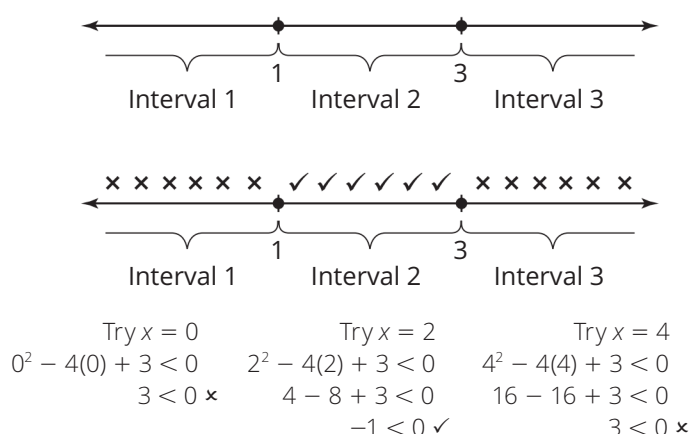 1 3
Interval 1 Interval 2 Interval 3
× × × × × × ✓ ✓ ✓ ✓ ✓ ✓ × × × × × ×
1 3
Interval 1 Interval 2 Interval 3
Try x = 0 Try x = 2 Try x = 4
0² − 4(0) + 3 < 0 2² − 4(2) + 3 < 0 4² − 4(4) + 3 < 0
3 < 0 × 4 − 8 + 3 < 0 16 − 16 + 3 < 0
−1 < 0 ✓ 3 < 0 ×